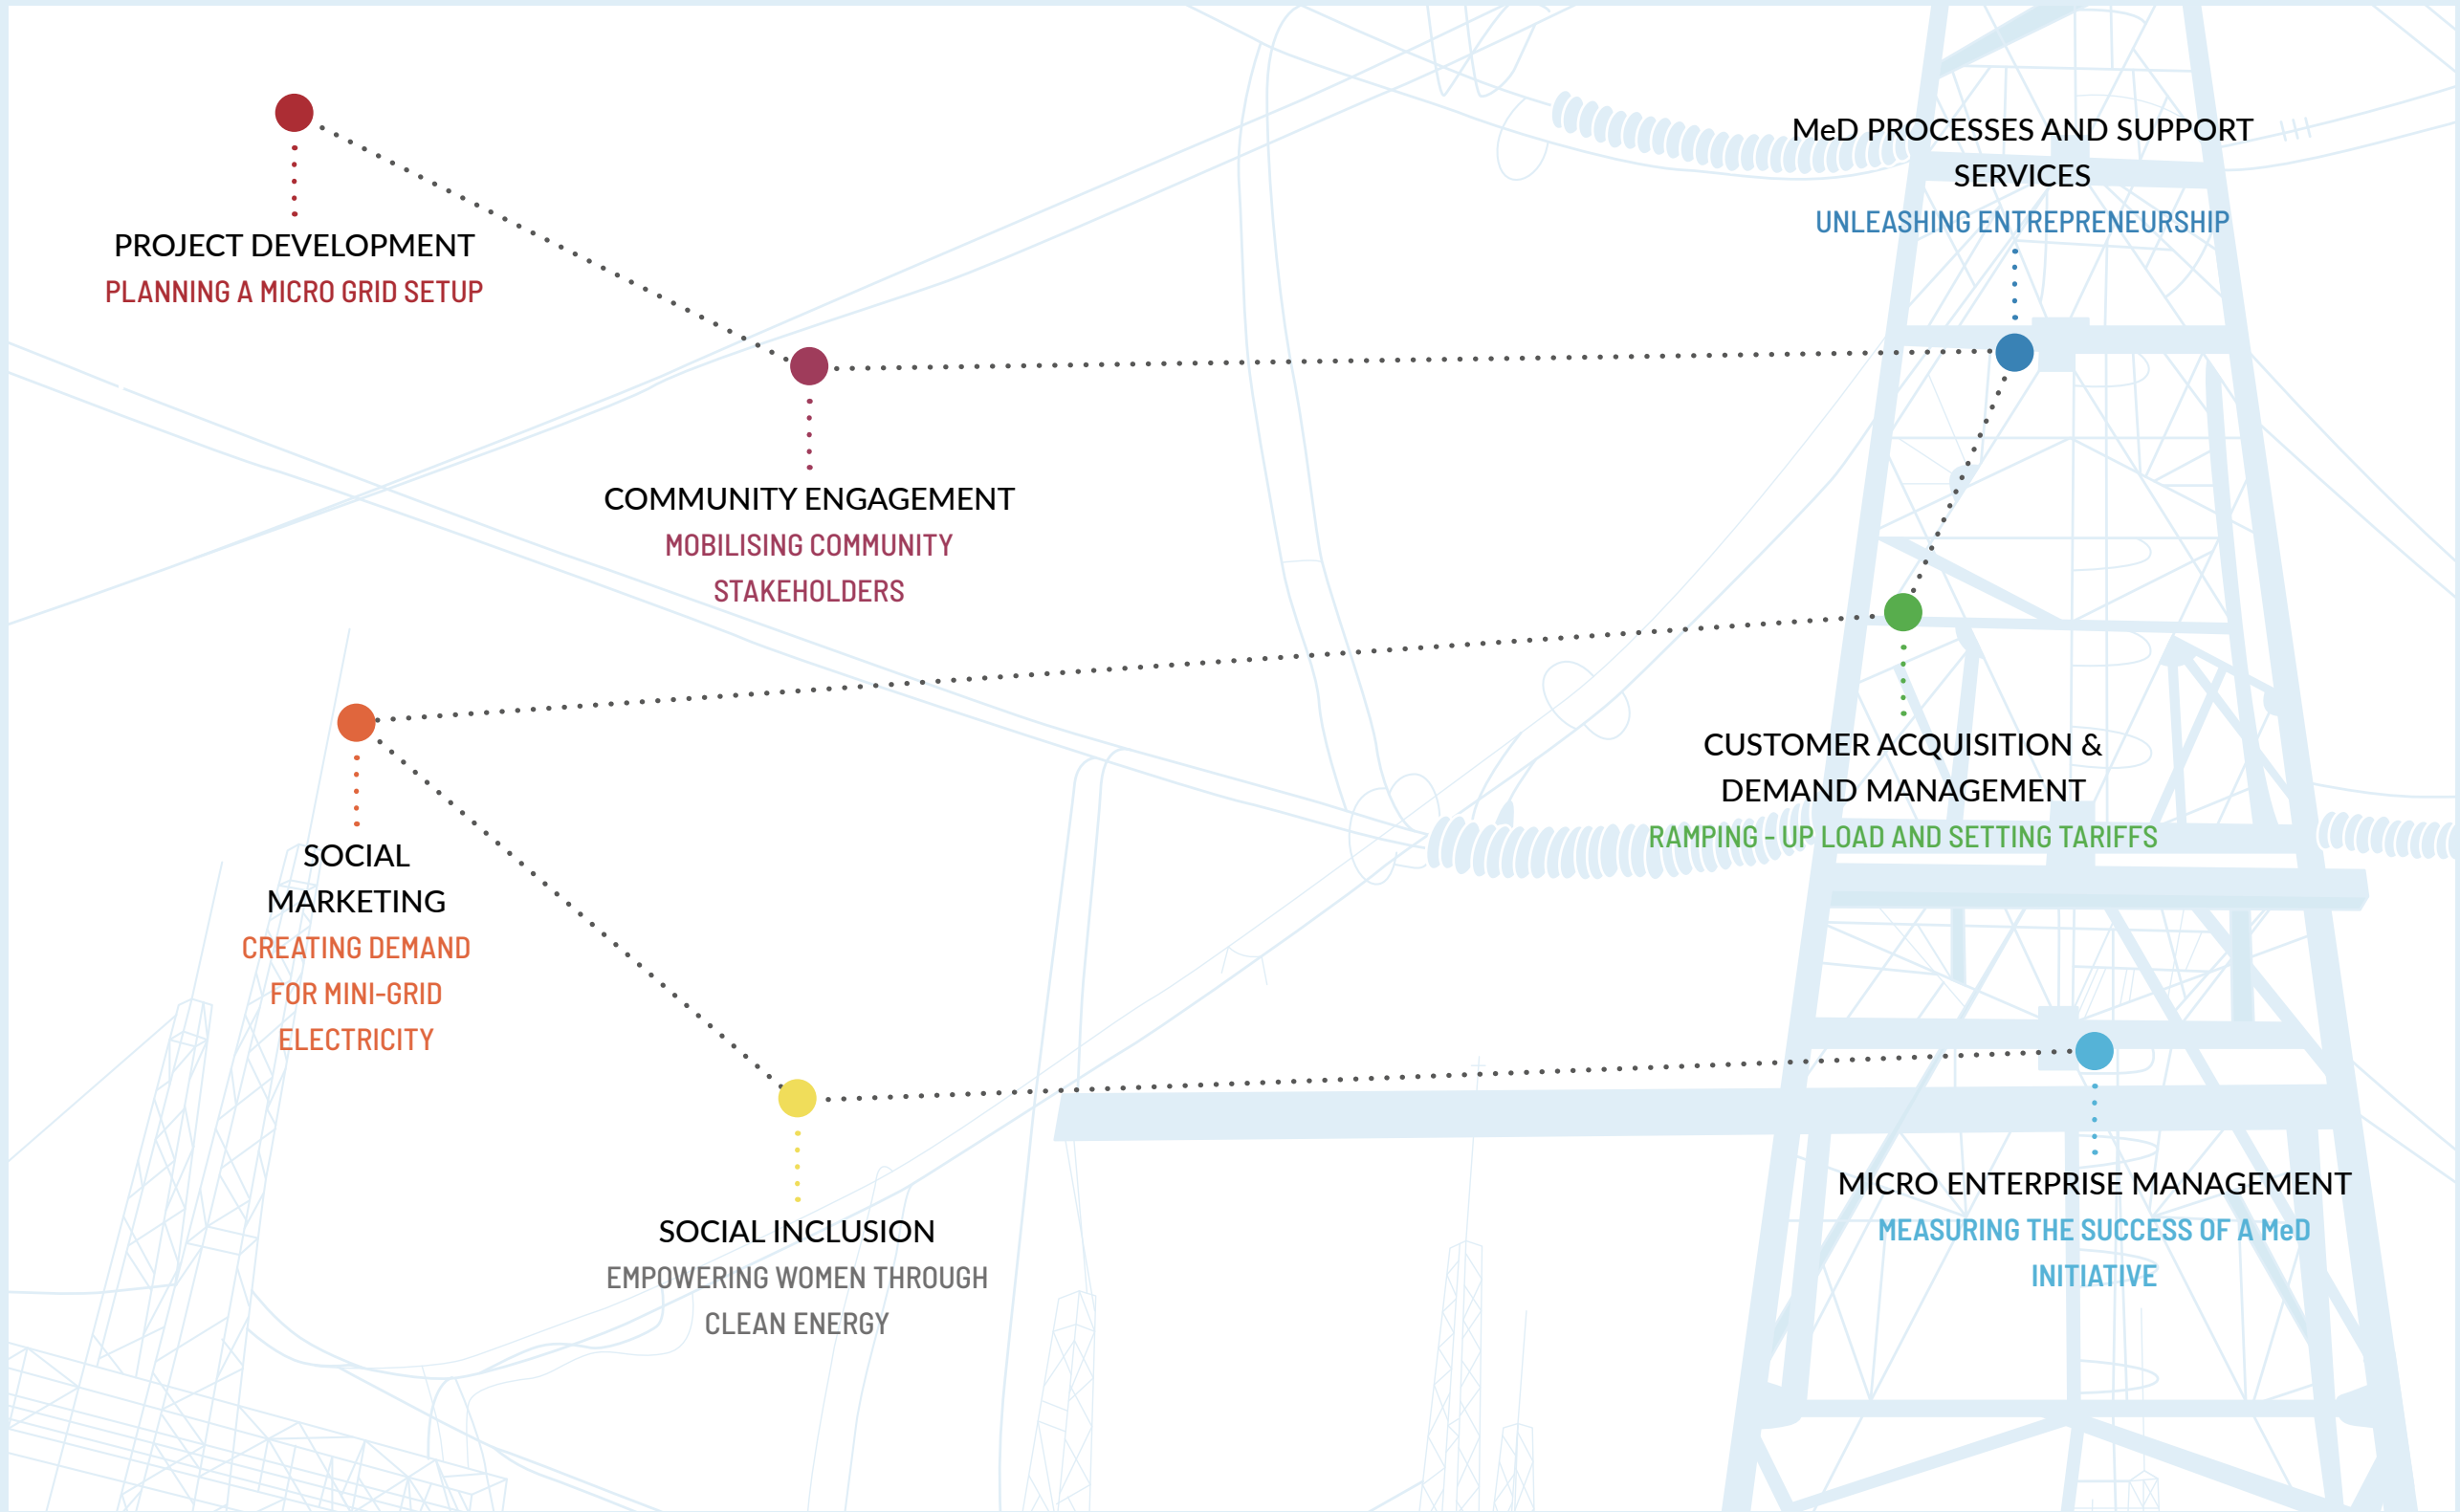 PROJECT DEVELOPMENT
PLANNING A MICRO GRID SETUP
COMMUNITY ENGAGEMENT
MOBILISING COMMUNITY
STAKEHOLDERS
MeD PROCESSES AND SUPPORT
SERVICES
UNLEASHING ENTREPRENEURSHIP
CUSTOMER ACQUISITION &
DEMAND MANAGEMENT
RAMPING - UP LOAD AND SETTING TARIFFS
SOCIAL
MARKETING
CREATING DEMAND
FOR MINI-GRID
ELECTRICITY
SOCIAL INCLUSION
EMPOWERING WOMEN THROUGH
CLEAN ENERGY
MICRO ENTERPRISE MANAGEMENT
MEASURING THE SUCCESS OF A MeD
INITIATIVE